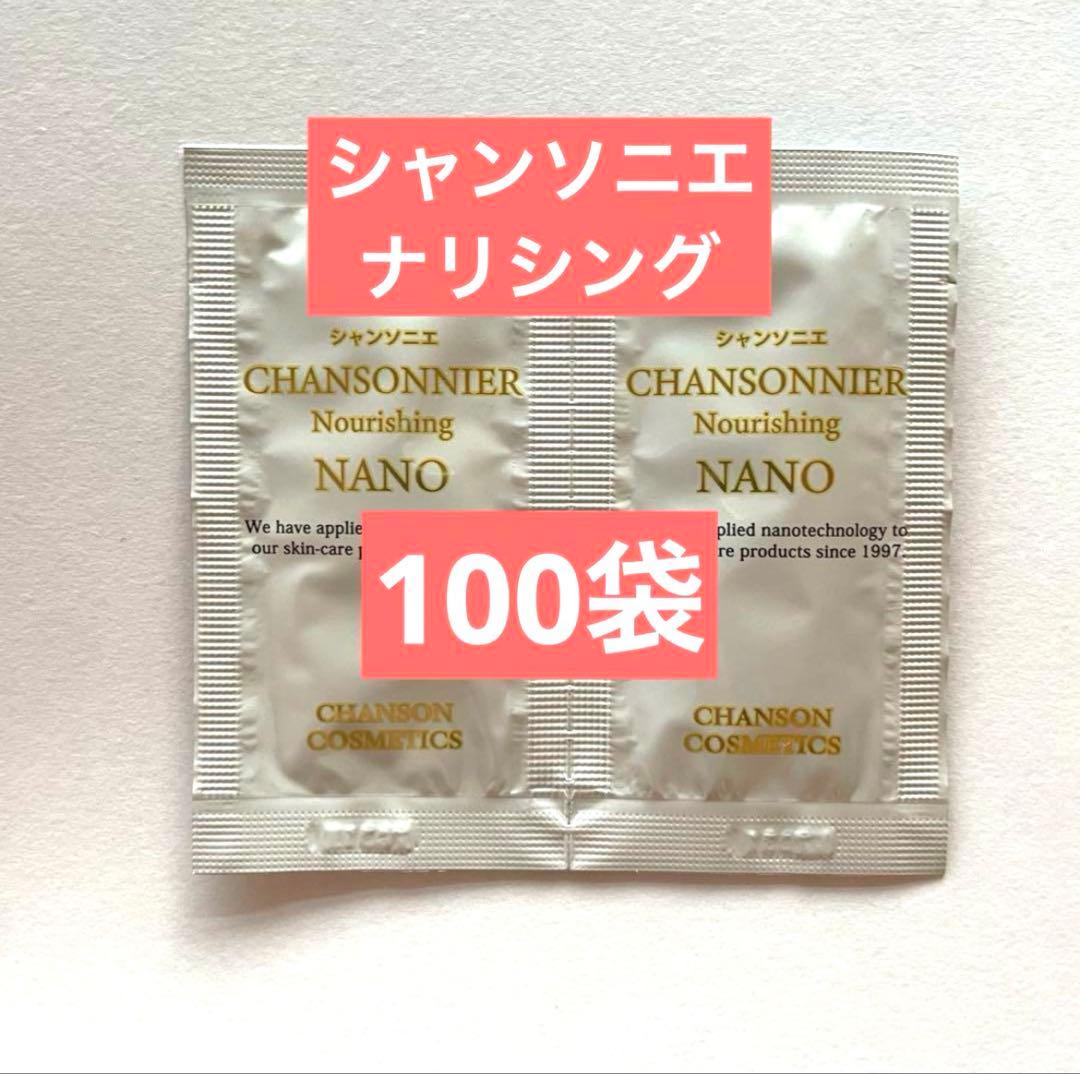 シャンソニエ
ナリシング
シャンソニエ
CHANSONNIER
Nourishing
NANO
We have applie
our skin-care
シャンソニエ
CHANSONNIER
Nourishing
NANO
plied nanotechnology to
re products since 1997.
100袋
CHANSON
COSMETICS
CHANSON
COSMETICS